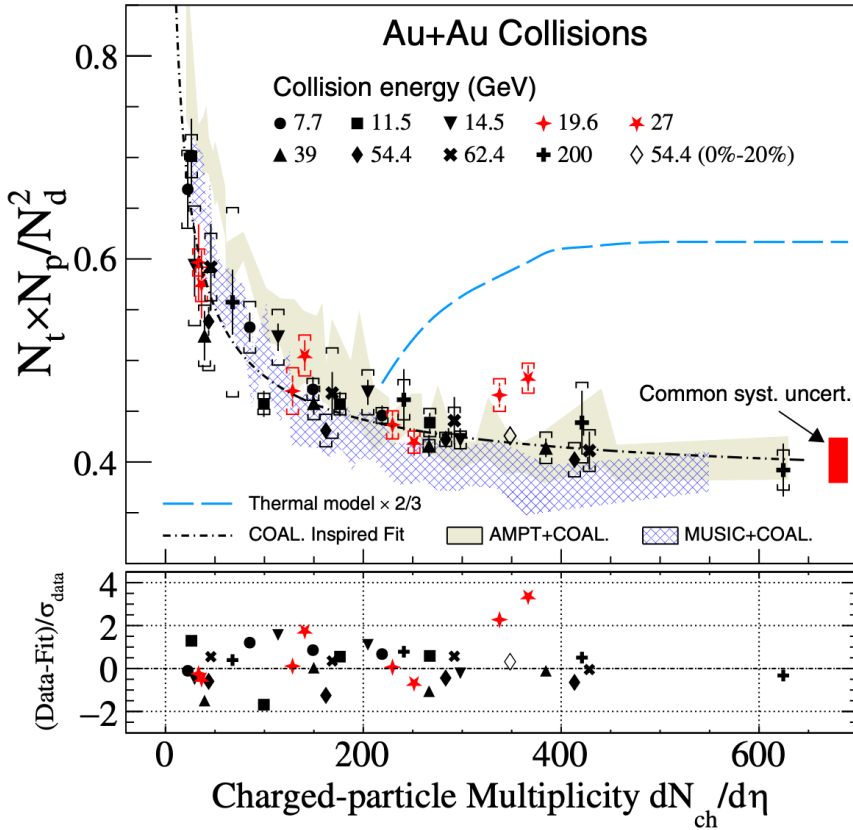 Au+Au Collisions
Collision energy (GeV)
7.7 11.5 14.5 19.6 27
39 54.4 62.4 200 54.4 (0%-20%)
0.8
0.6
0.4
N_t×N_p/N_d^2
Common syst. uncert.
Thermal model × 2/3
COAL. Inspired Fit AMPT+COAL. MUSIC+COAL.
4
2
0
−2
(Data-Fit)/σ_data
0 200 400 600
Charged-particle Multiplicity dN_ch/dη